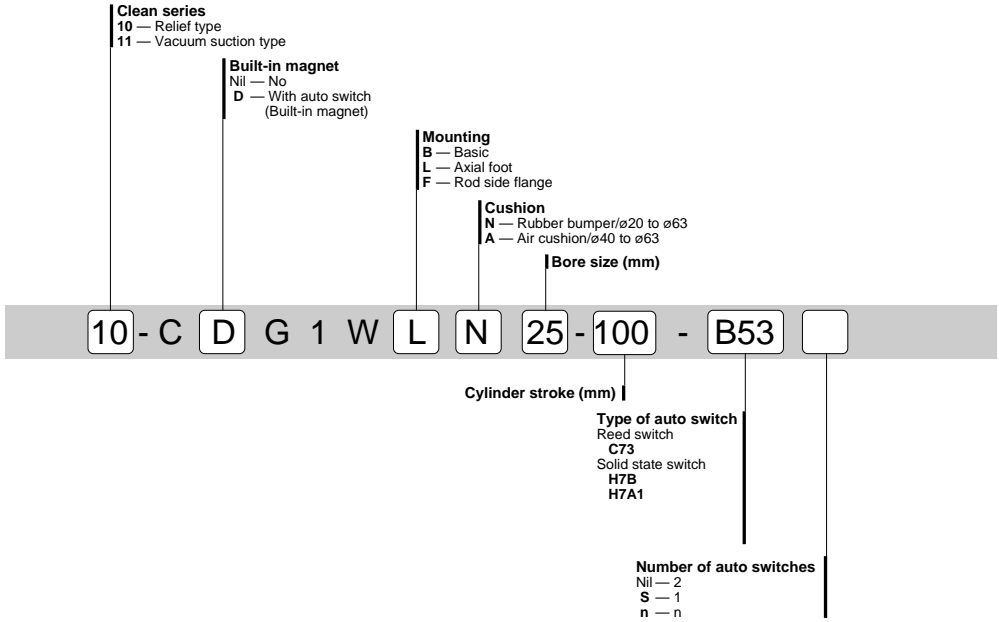 Clean series
10 — Relief type
11 — Vacuum suction type
Built-in magnet
Nil — No
D — With auto switch
(Built-in magnet)
Mounting
B — Basic
L — Axial foot
F — Rod side flange
Cushion
N — Rubber bumper/ø20 to ø63
A — Air cushion/ø40 to ø63
Bore size (mm)
10 - C D G 1 W L N 25 - 100 - B53
Cylinder stroke (mm)
Type of auto switch
Reed switch
C73
Solid state switch
H7B
H7A1
Number of auto switches
Nil — 2
S — 1
n — n